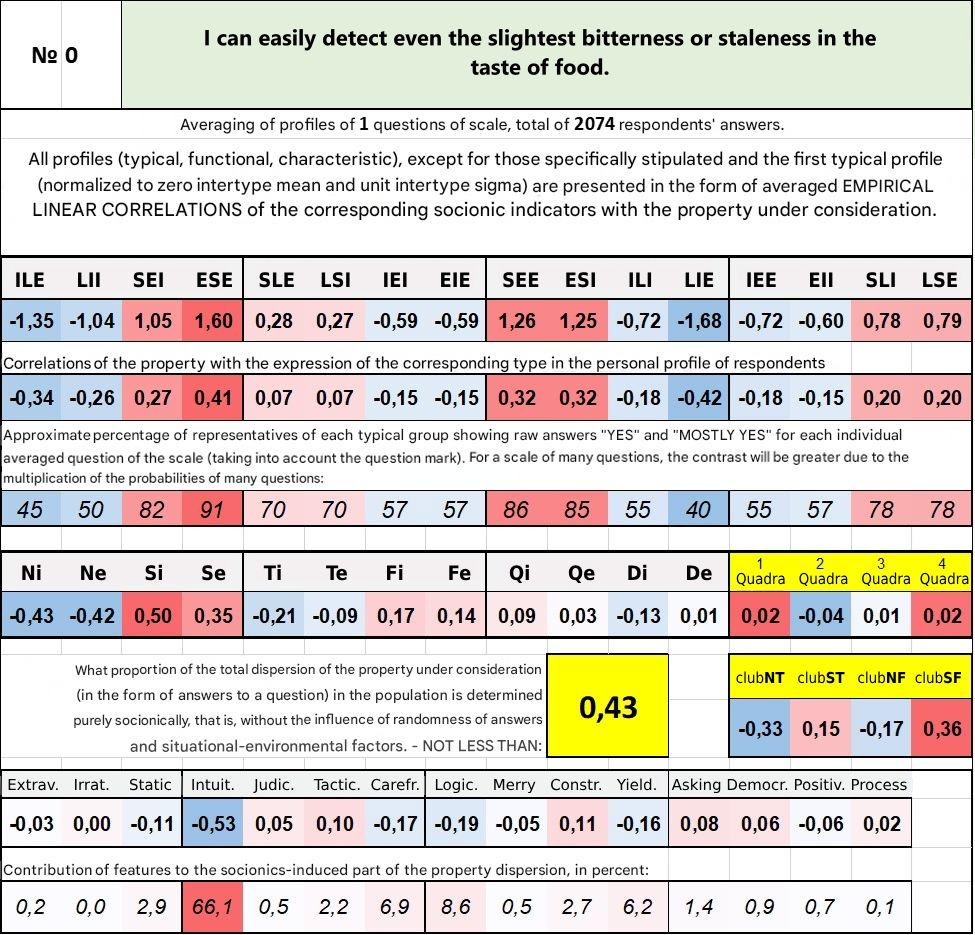 № 0
I can easily detect even the slightest bitterness or staleness in the
taste of food.
Averaging of profiles of 1 questions of scale, total of 2074 respondents' answers.
All profiles (typical, functional, characteristic), except for those specifically stipulated and the first typical profile
(normalized to zero intertype mean and unit intertype sigma) are presented in the form of averaged EMPIRICAL
LINEAR CORRELATIONS of the corresponding socionic indicators with the property under consideration.
ILE LII SEI ESE SLE LSI IEI EIE SEE ESI ILI LIE IEE EII SLI LSE
-1,35 -1,04 1,05 1,60 0,28 0,27 -0,59 -0,59 1,26 1,25 -0,72 -1,68 -0,72 -0,60 0,78 0,79
Correlations of the property with the expression of the corresponding type in the personal profile of respondents
-0,34 -0,26 0,27 0,41 0,07 0,07 -0,15 -0,15 0,32 0,32 -0,18 -0,42 -0,18 -0,15 0,20 0,20
Approximate percentage of representatives of each typical group showing raw answers "YES" and "MOSTLY YES" for each individual
averaged question of the scale (taking into account the question mark). For a scale of many questions, the contrast will be greater due to the
multiplication of the probabilities of many questions:
45 50 82 91 70 70 57 57 86 85 55 40 55 57 78 78
Ni Ne Si Se Ti Te Fi Fe Qi Qe Di De 1 Quadra 2 Quadra 3 Quadra 4 Quadra
-0,43 -0,42 0,50 0,35 -0,21 -0,09 0,17 0,14 0,09 0,03 -0,13 0,01 0,02 -0,04 0,01 0,02
What proportion of the total dispersion of the property under consideration
(in the form of answers to a question) in the population is determined
purely socionically, that is, without the influence of randomness of answers
and situational-environmental factors. - NOT LESS THAN:
0,43
clubNT clubST clubNF clubSF
-0,33 0,15 -0,17 0,36
Extrav. Irrat. Static Intuit. Judic. Tactic. Carefr. Logic. Merry Constr. Yield. Asking Democr. Positiv. Process
-0,03 0,00 -0,11 -0,53 0,05 0,10 -0,17 -0,19 -0,05 0,11 -0,16 0,08 0,06 -0,06 0,02
Contribution of features to the socionics-induced part of the property dispersion, in percent:
0,2 0,0 2,9 66,1 0,5 2,2 6,9 8,6 0,5 2,7 6,2 1,4 0,9 0,7 0,1